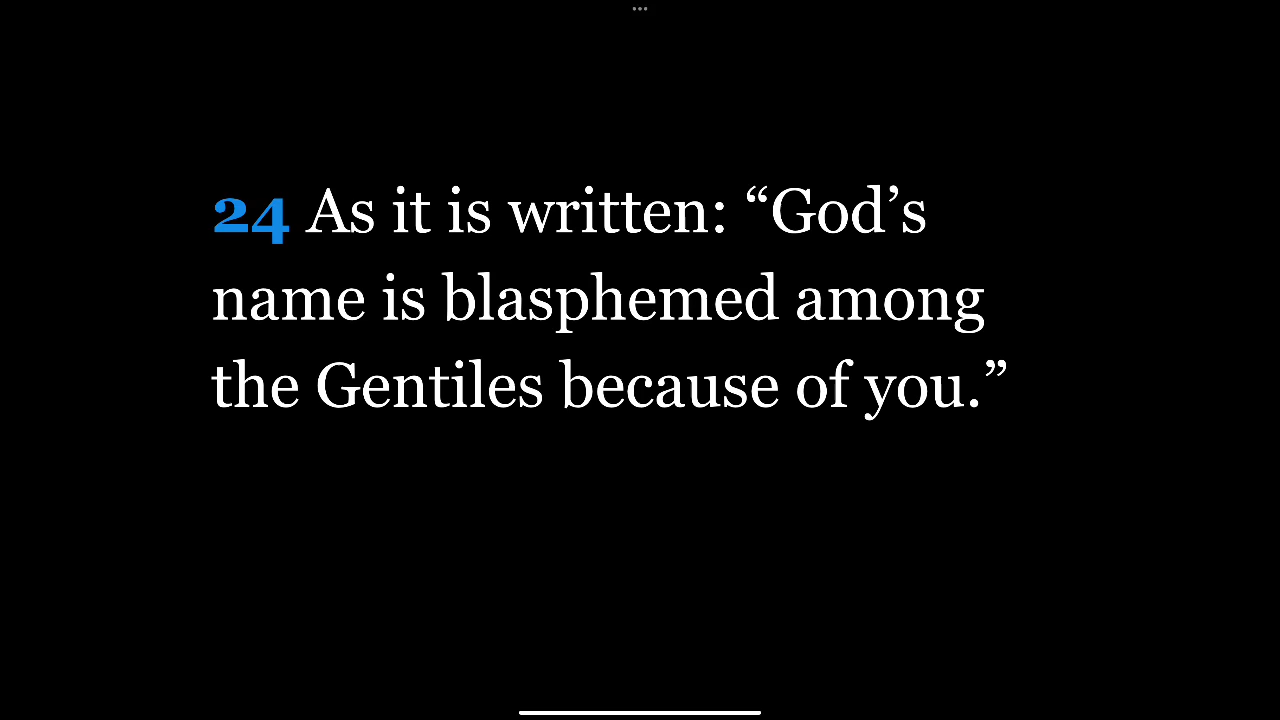 24 As it is written: “God’s
name is blasphemed among
the Gentiles because of you.”